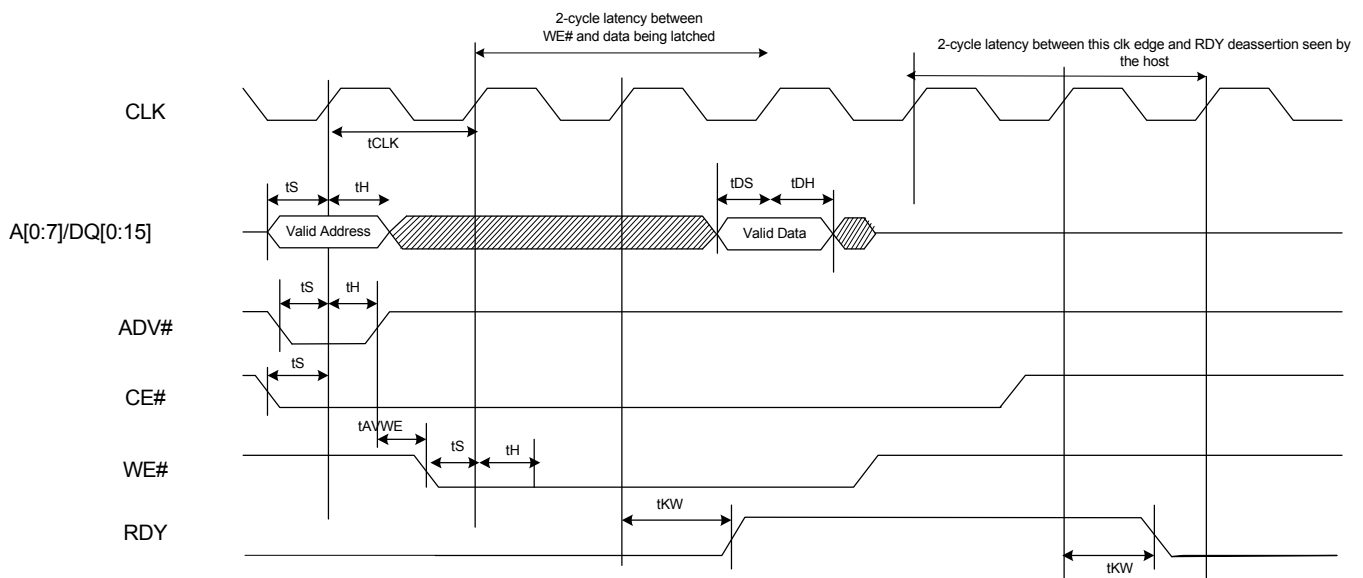 2-cycle latency between
WE# and data being latched
2-cycle latency between this clk edge and RDY deassertion seen by
the host
CLK
tCLK
tS
tH
tDS
tDH
A[0:7]/DQ[0:15]
Valid Address
Valid Data
tS
tH
ADV#
tS
CE#
tAVWE
tS
tH
WE#
tKW
RDY
tKW